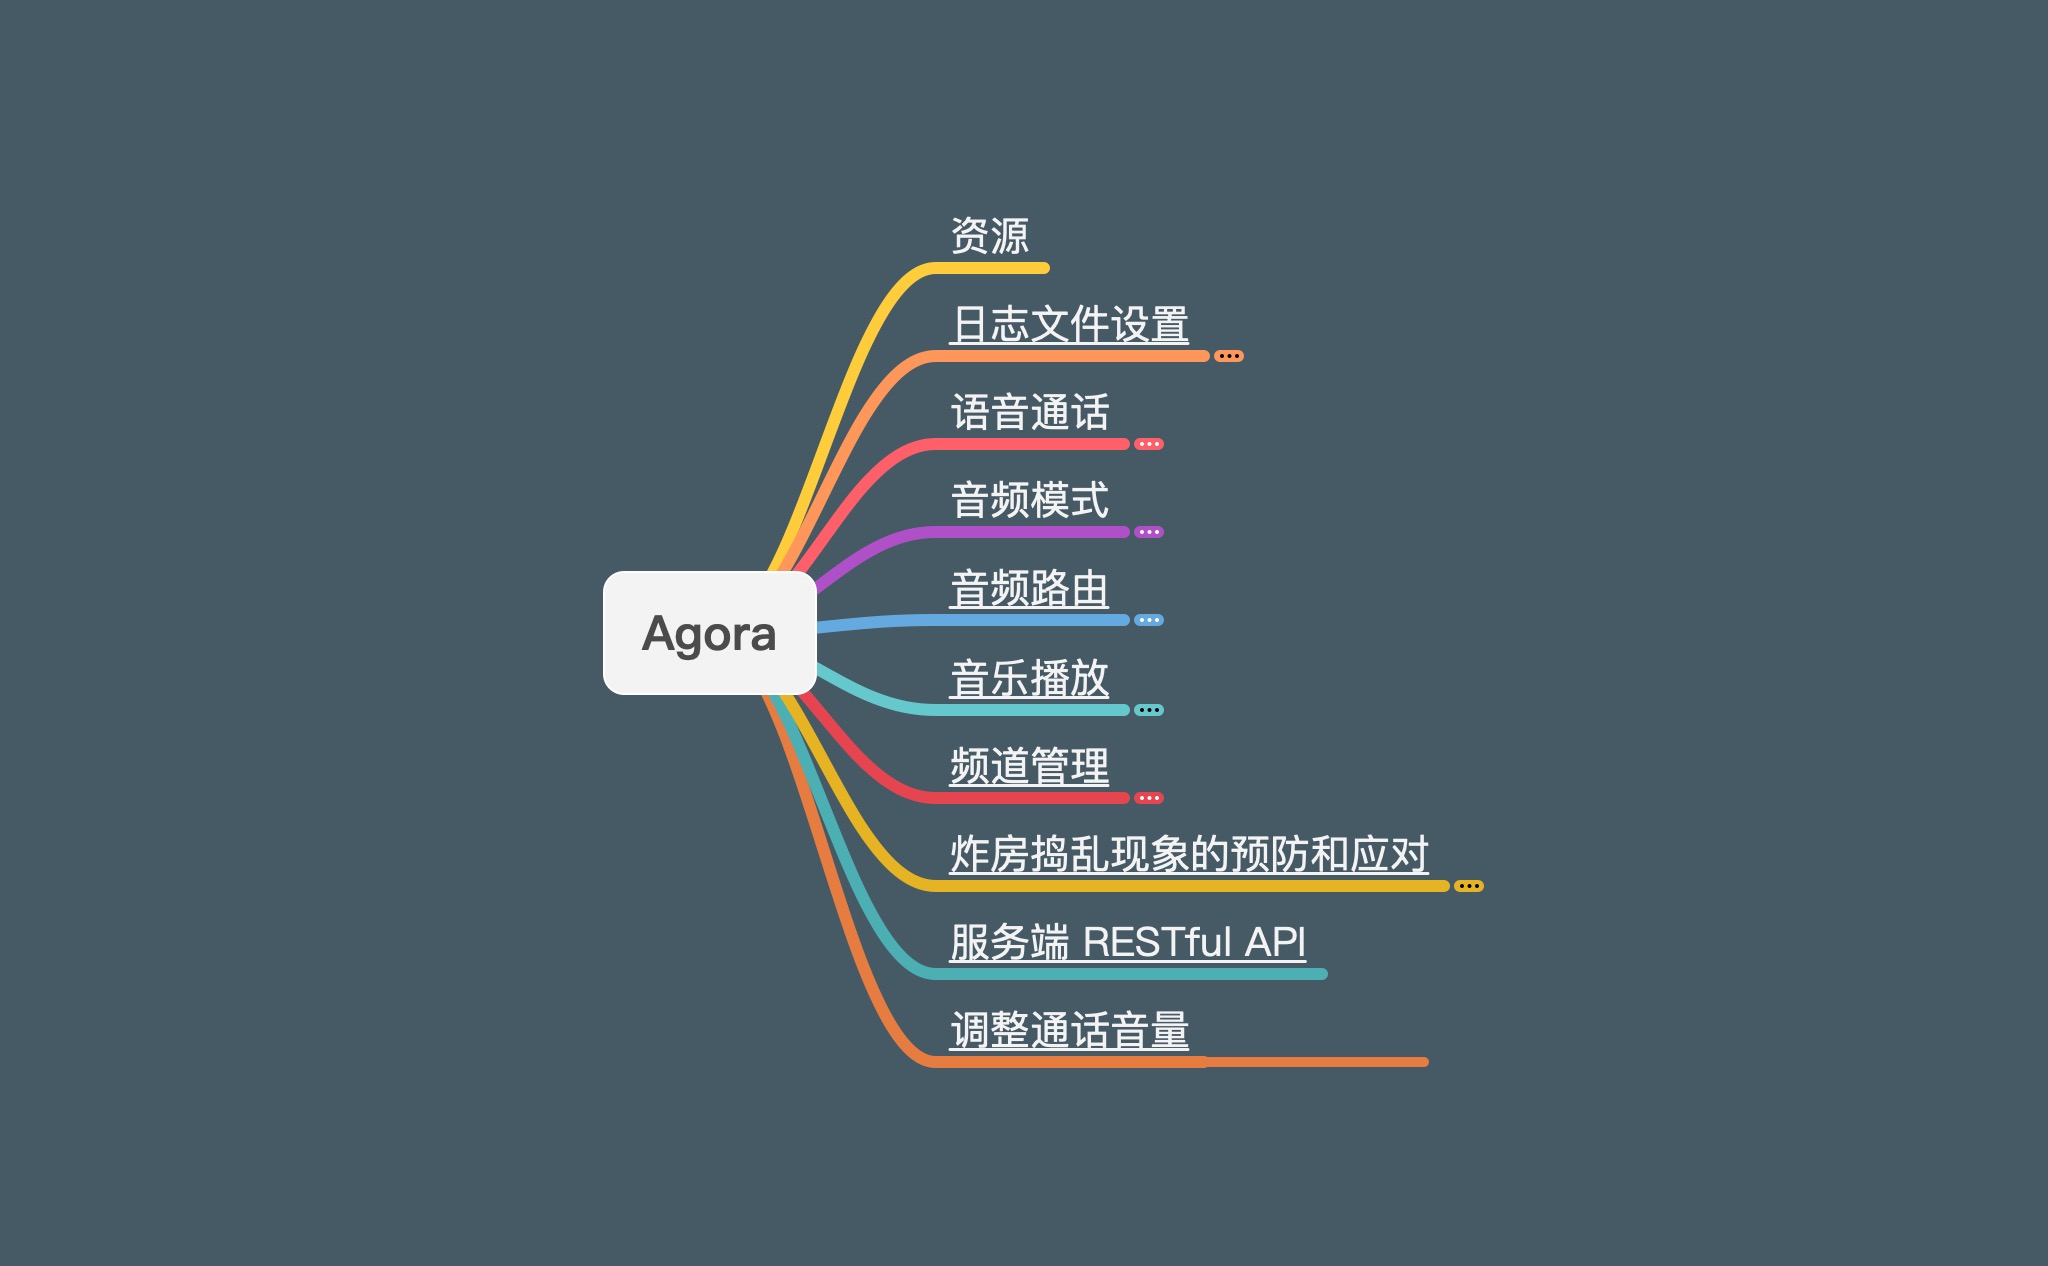 资源
日志文件设置
语音通话
音频模式
音频路由
Agora
音乐播放
频道管理
炸房捣乱现象的预防和应对
服务端 RESTful API
调整通话音量